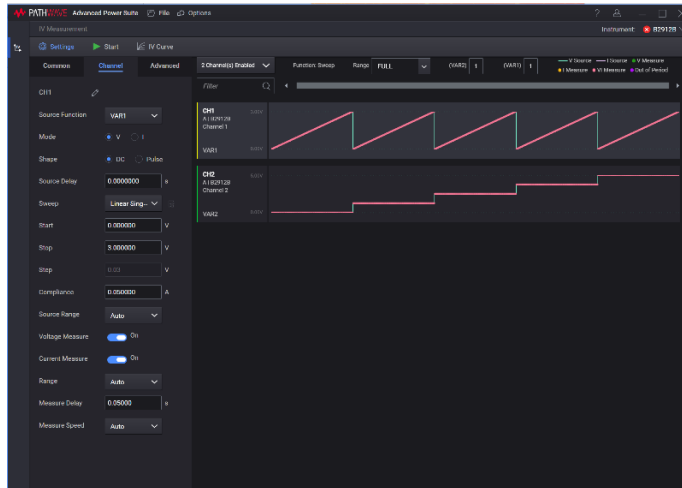 PATHWAVE Advanced Power Suite File Options ?
IV Measurement Instrument: B2912B
Settings Start IV Curve
Common Channel Advanced
2 Channel(s) Enabled Function: Sweep Range FULL (VAR2) 1 (VAR1) 1
V Source I Source V Measure
I Measure VI Measure Out of Period
Filter
CH1
Source Function VAR1
Mode V I
Shape DC Pulse
Source Delay 0.0000000 s
Sweep Linear Sing...
Start 0.000000 V
Stop 3.000000 V
Step 0.03 V
Compliance 0.050000 A
Source Range Auto
Voltage Measure On
Current Measure On
Range Auto
Measure Delay 0.05000 s
Measure Speed Auto
CH1
A | B2912B
Channel 1
VAR1
CH2
A | B2912B
Channel 2
VAR2